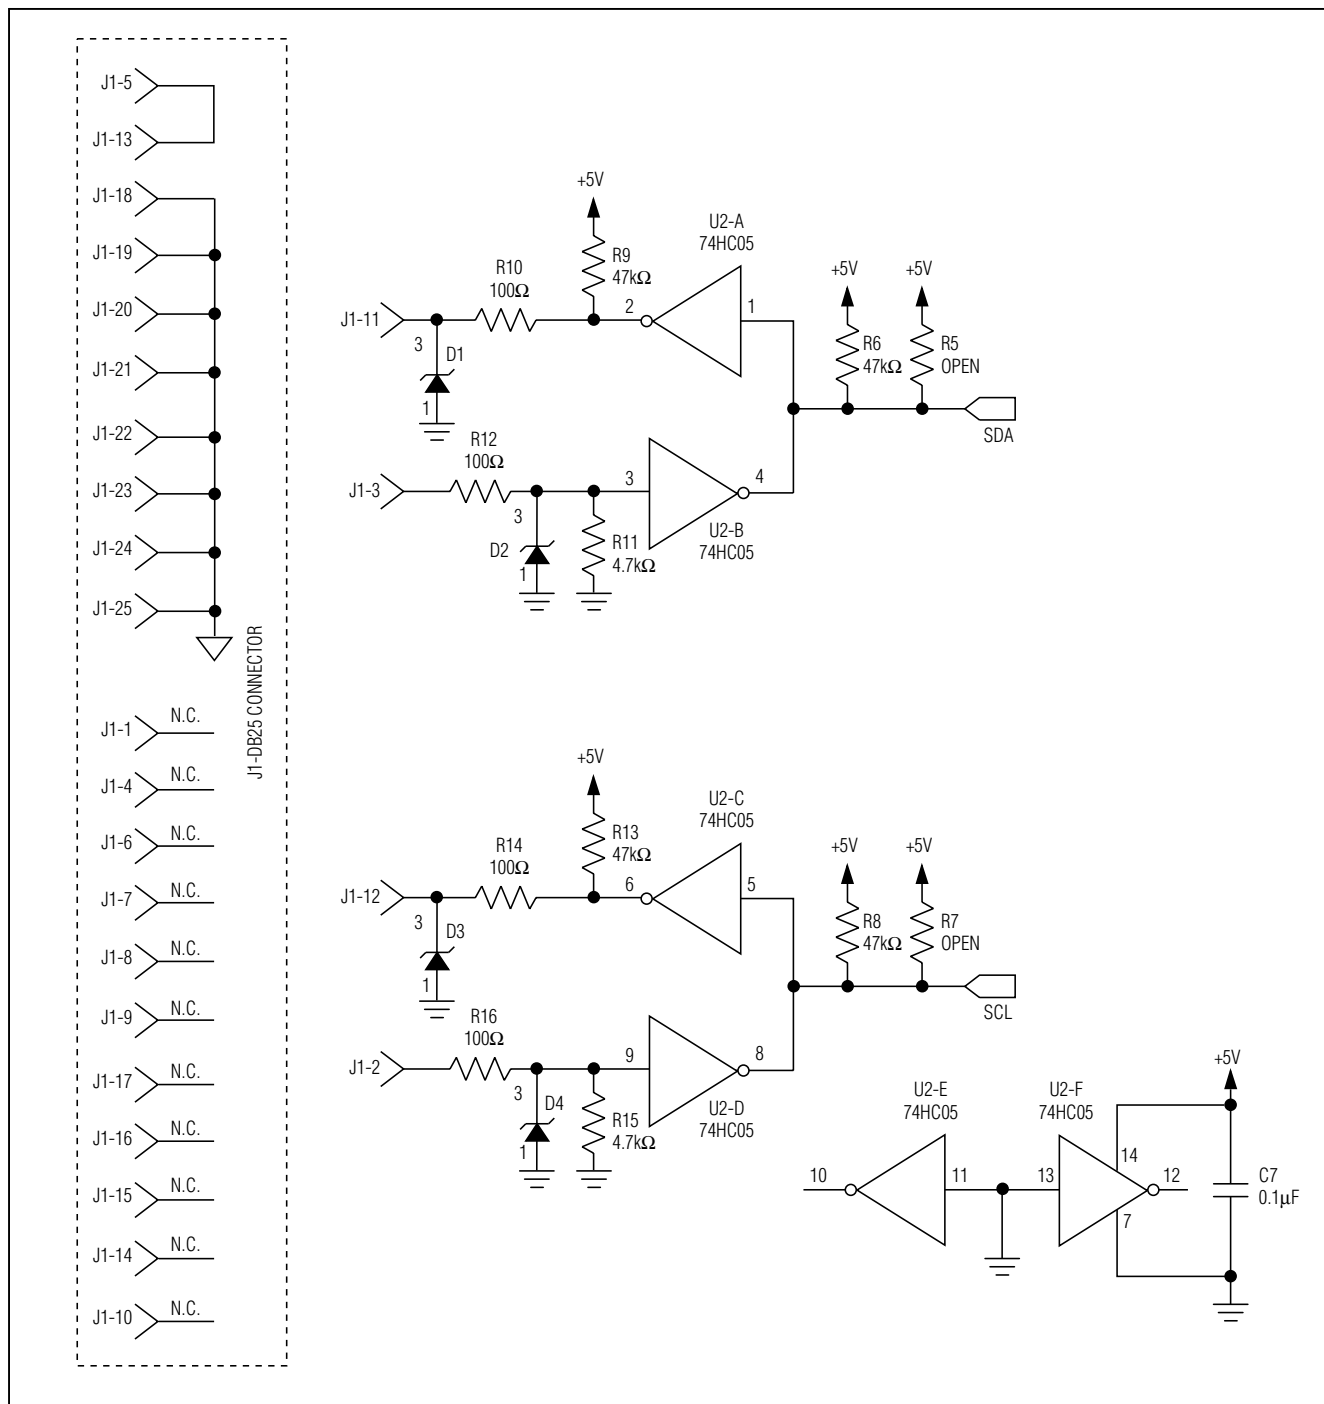 J1-5
J1-13
J1-18
J1-19
J1-20
J1-21
J1-22
J1-23
J1-24
J1-25
J1-DB25 CONNECTOR
J1-1 N.C.
J1-4 N.C.
J1-6 N.C.
J1-7 N.C.
J1-8 N.C.
J1-9 N.C.
J1-17 N.C.
J1-16 N.C.
J1-15 N.C.
J1-14 N.C.
J1-10 N.C.
+5V
U2-A
74HC05
R9
47kΩ
R10
100Ω
J1-11
2
1
3
D1
1
+5V
+5V
R6
47kΩ
R5
OPEN
SDA
R12
100Ω
J1-3
3
4
3
D2
1
R11
4.7kΩ
U2-B
74HC05
+5V
U2-C
74HC05
R13
47kΩ
R14
100Ω
J1-12
6
5
3
D3
1
+5V
+5V
R8
47kΩ
R7
OPEN
SCL
R16
100Ω
J1-2
9
8
3
D4
1
R15
4.7kΩ
U2-D
74HC05
+5V
U2-E
74HC05
U2-F
74HC05
10
11
13
14
12
7
C7
0.1µF